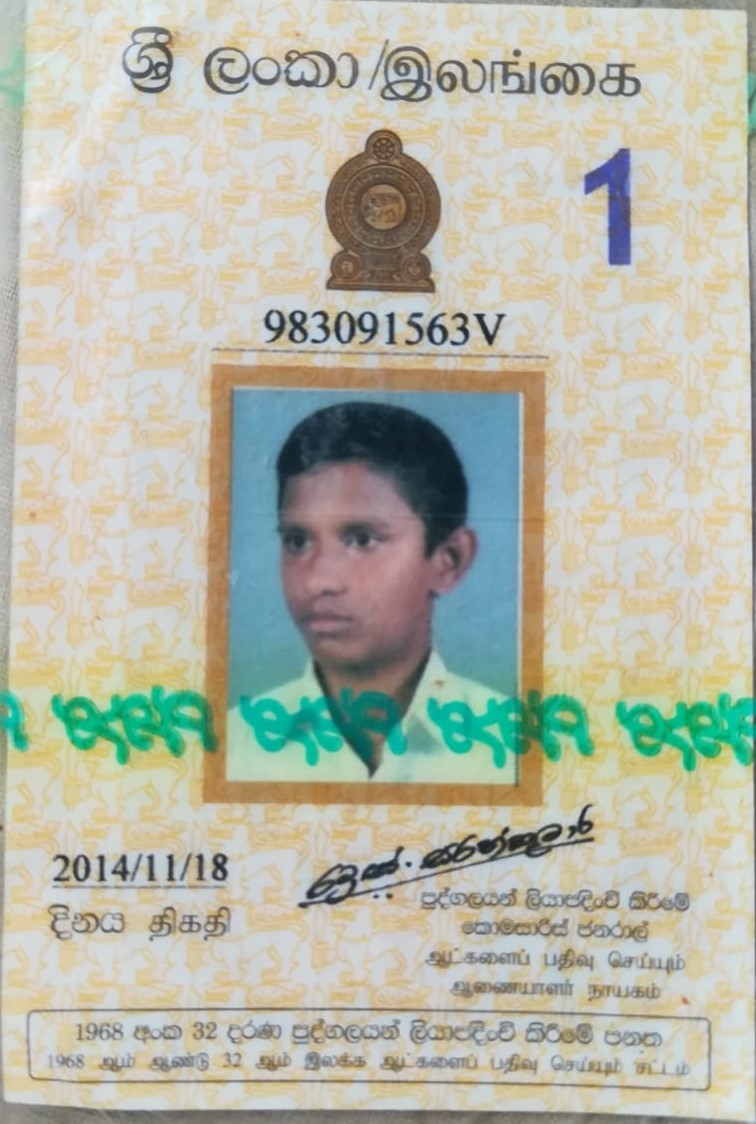 ශ්‍රී ලංකා/இலங்கை
1
983091563V
2014/11/18
දිනය திகதி
පුද්ගලයන් ලියාපදිංචි කිරීමේ
කොමසාරිස් ජනරාල්
ஆட்களைப் பதிவு செய்யும்
ஆணையாளர் நாயகம்
1968 අංක 32 දරණ පුද්ගලයන් ලියාපදිංචි කිරීමේ පනත
1968 ஆம் ஆண்டு 32 ஆம் இலக்க ஆட்களைப் பதிவு செய்யும் சட்டம்